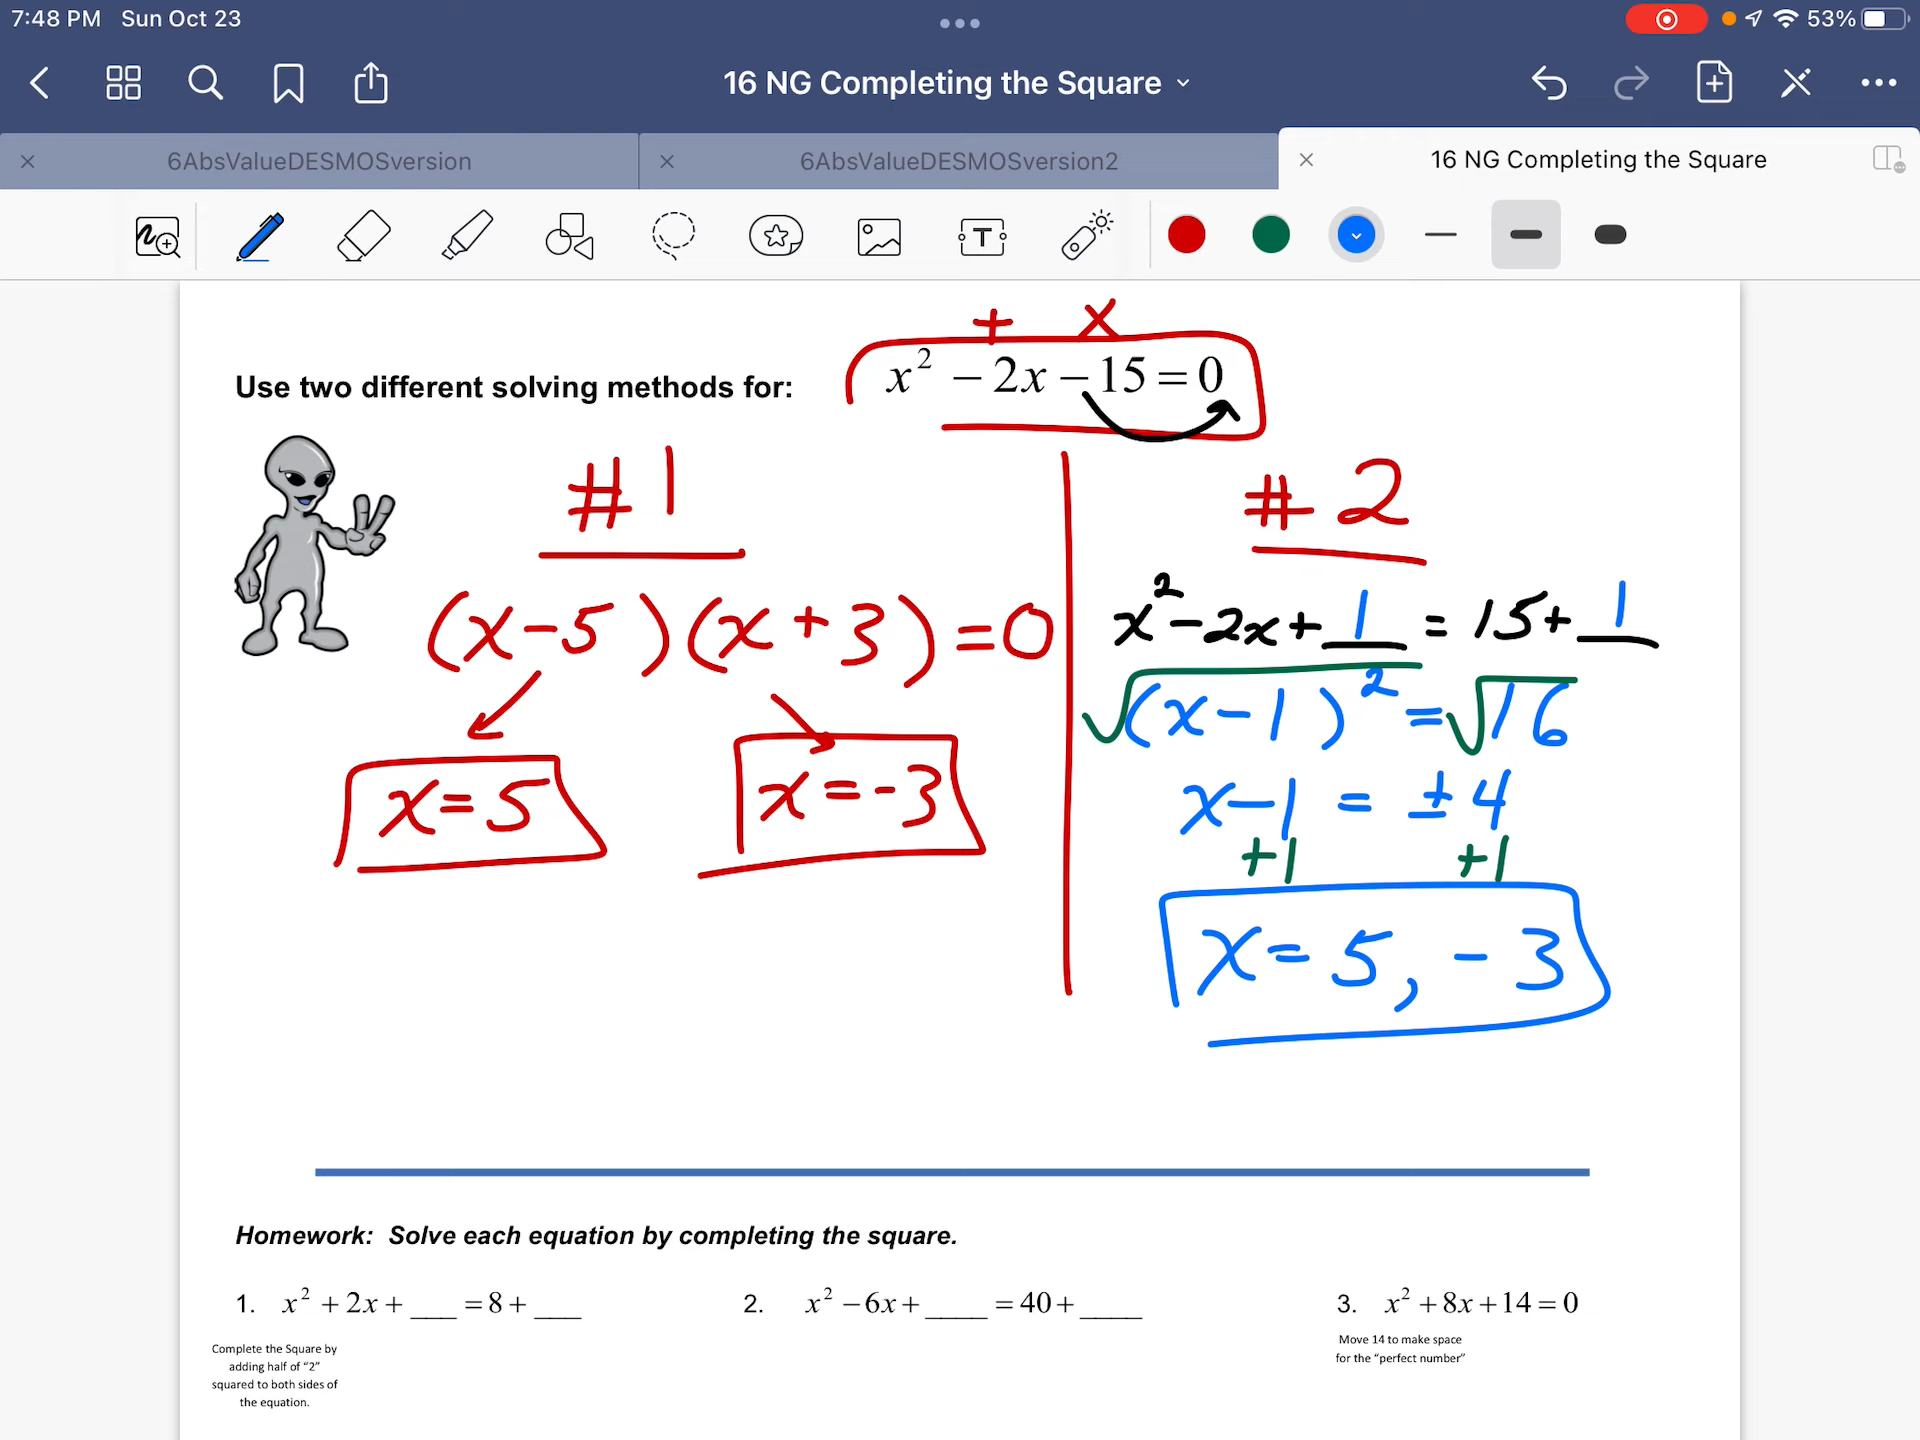 7:48 PM Sun Oct 23
53%
16 NG Completing the Square
6AbsValueDESMOSversion
6AbsValueDESMOSversion2
16 NG Completing the Square
T
+ x
Use two different solving methods for: x² − 2x − 15 = 0
#1
#2
(x-5)(x+3)=0
x²-2x+1 = 15+1
√(x-1)² = √16
x=5
x=-3
x-1 = ±4
+1 +1
x= 5, -3
Homework: Solve each equation by completing the square.
1. x² + 2x + ___ = 8 + ___
2. x² − 6x + ____ = 40 + ____
3. x² + 8x + 14 = 0
Complete the Square by
adding half of "2"
squared to both sides of
the equation.
Move 14 to make space
for the "perfect number"